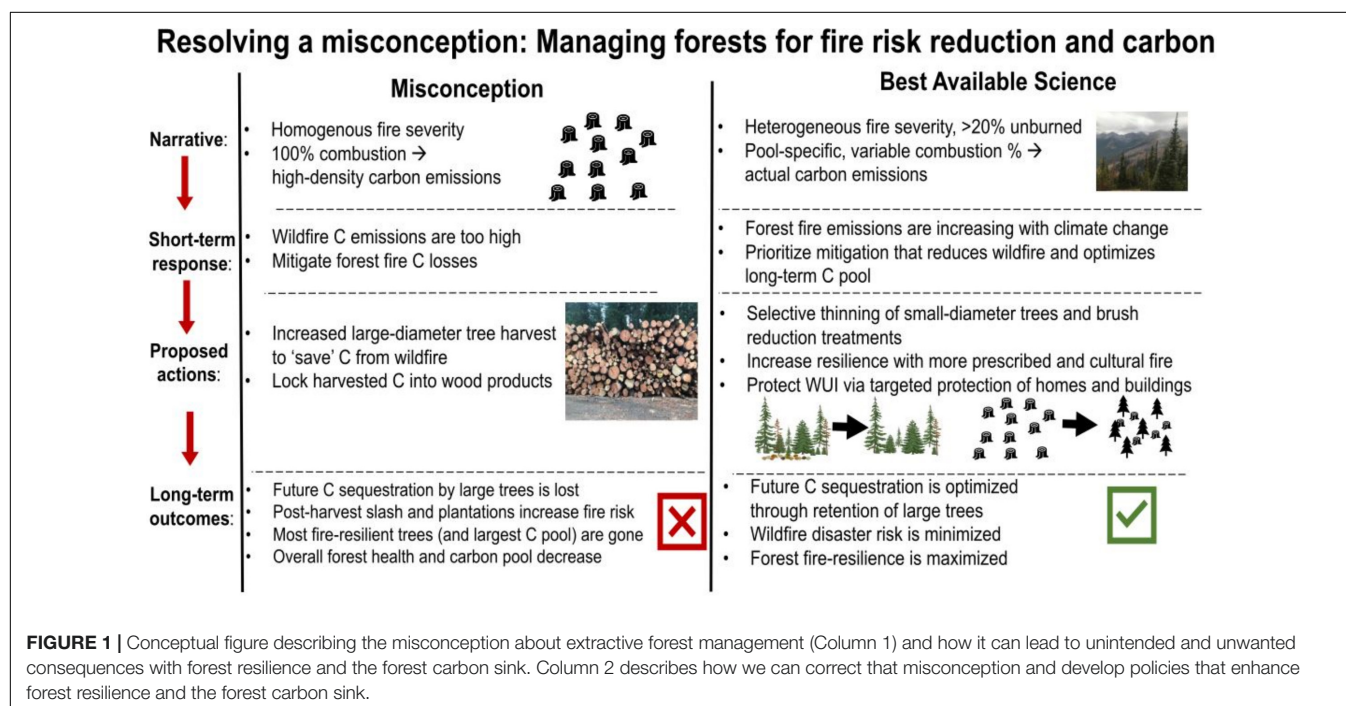 Resolving a misconception: Managing forests for fire risk reduction and carbon
Misconception
Best Available Science
Narrative:
• Homogenous fire severity
• 100% combustion →
high-density carbon emissions
• Heterogeneous fire severity, >20% unburned
• Pool-specific, variable combustion % →
actual carbon emissions
Short-term
response:
• Wildfire C emissions are too high
• Mitigate forest fire C losses
• Forest fire emissions are increasing with climate change
• Prioritize mitigation that reduces wildfire and optimizes
long-term C pool
Proposed
actions:
• Increased large-diameter tree harvest
to ‘save’ C from wildfire
• Lock harvested C into wood products
• Selective thinning of small-diameter trees and brush
reduction treatments
• Increase resilience with more prescribed and cultural fire
• Protect WUI via targeted protection of homes and buildings
Long-term
outcomes:
• Future C sequestration by large trees is lost
• Post-harvest slash and plantations increase fire risk
• Most fire-resilient trees (and largest C pool) are gone
• Overall forest health and carbon pool decrease
• Future C sequestration is optimized
through retention of large trees
• Wildfire disaster risk is minimized
• Forest fire-resilience is maximized
FIGURE 1 | Conceptual figure describing the misconception about extractive forest management (Column 1) and how it can lead to unintended and unwanted
consequences with forest resilience and the forest carbon sink. Column 2 describes how we can correct that misconception and develop policies that enhance
forest resilience and the forest carbon sink.